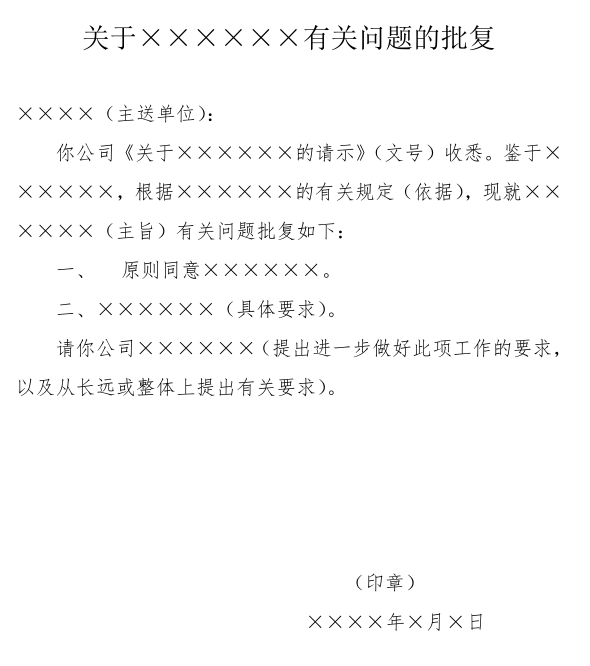 关于××××××有关问题的批复
××××（主送单位）：
你公司《关于××××××的请示》（文号）收悉。鉴于×
×××××，根据××××××的有关规定（依据），现就××
××××（主旨）有关问题批复如下：
一、 原则同意××××××。
二、××××××（具体要求）。
请你公司××××××（提出进一步做好此项工作的要求，
以及从长远或整体上提出有关要求）。
（印章）
××××年×月×日